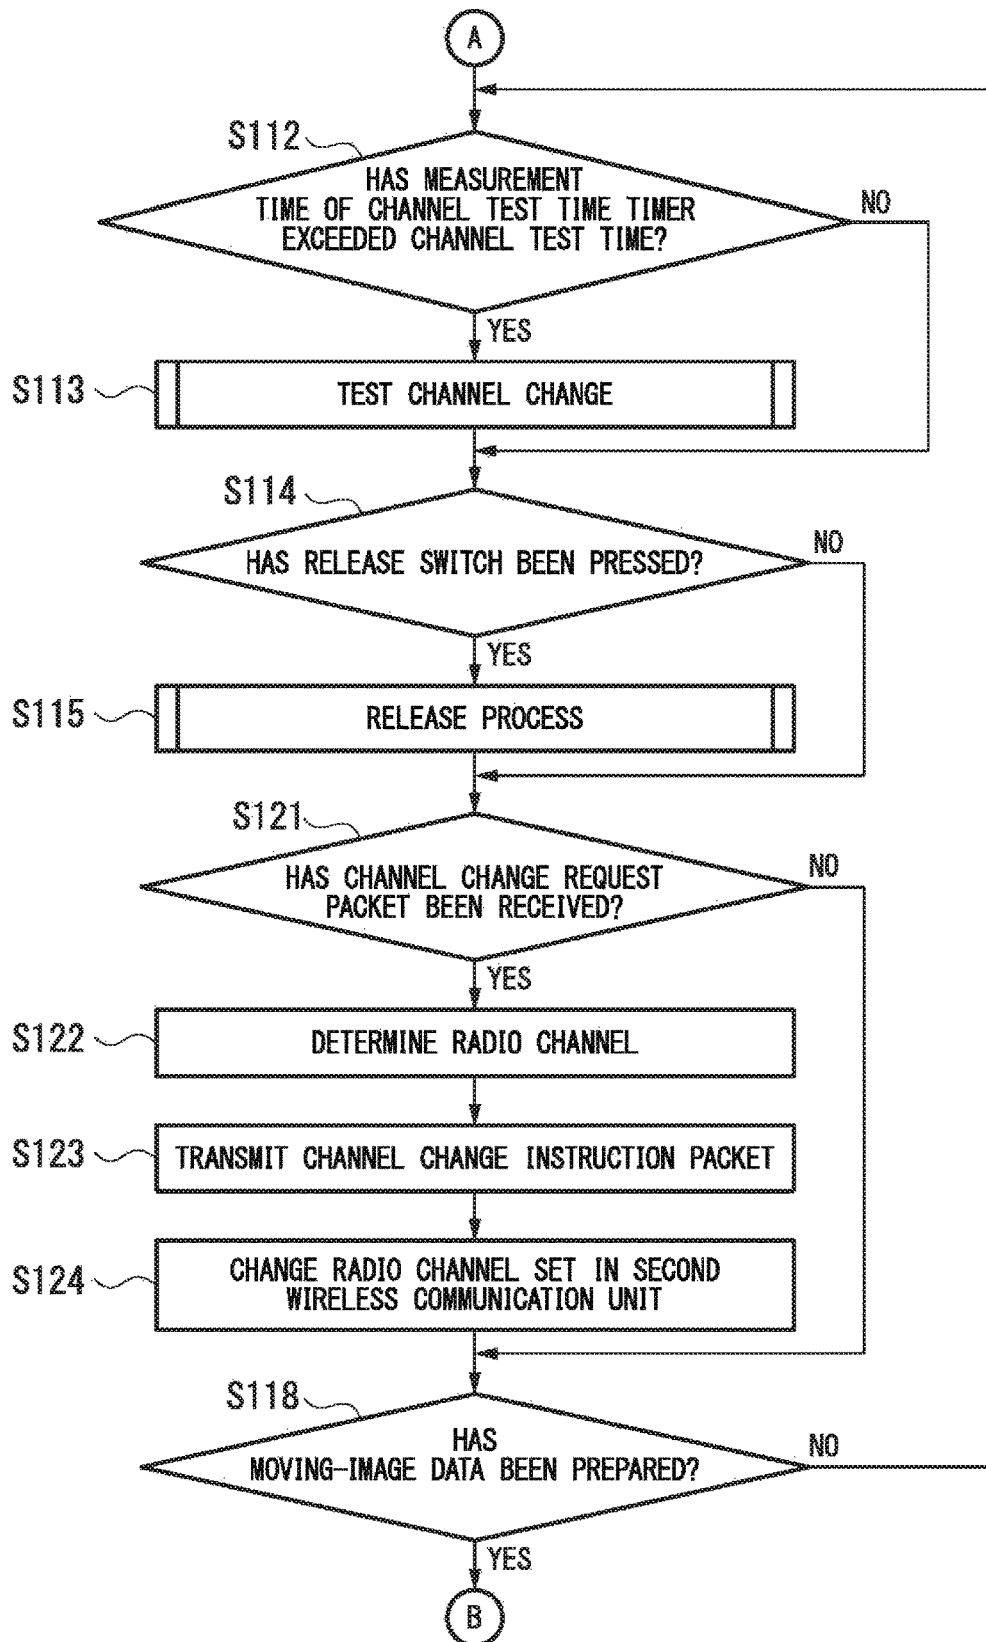 A
S112
HAS MEASUREMENT
TIME OF CHANNEL TEST TIME TIMER
EXCEEDED CHANNEL TEST TIME?
NO
YES
S113
TEST CHANNEL CHANGE
S114
HAS RELEASE SWITCH BEEN PRESSED?
NO
YES
S115
RELEASE PROCESS
S121
HAS CHANNEL CHANGE REQUEST
PACKET BEEN RECEIVED?
NO
YES
S122
DETERMINE RADIO CHANNEL
S123
TRANSMIT CHANNEL CHANGE INSTRUCTION PACKET
S124
CHANGE RADIO CHANNEL SET IN SECOND
WIRELESS COMMUNICATION UNIT
S118
HAS
MOVING-IMAGE DATA BEEN PREPARED?
NO
YES
B